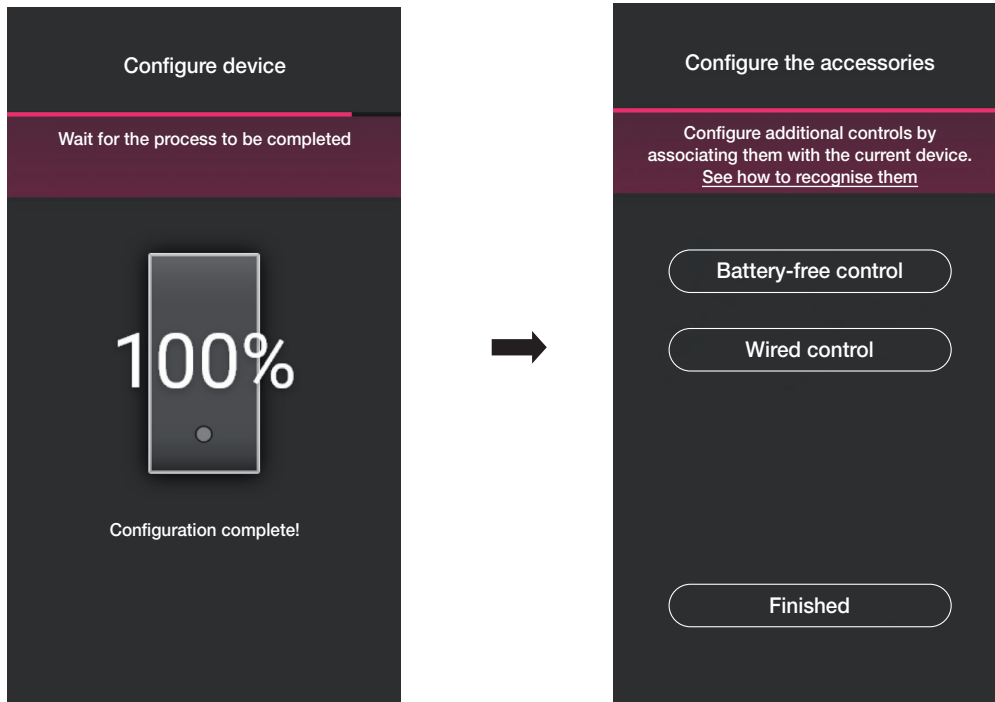 Configure device
Wait for the process to be completed
100%
Configuration complete!
Configure the accessories
Configure additional controls by
associating them with the current device.
See how to recognise them
Battery-free control
Wired control
Finished